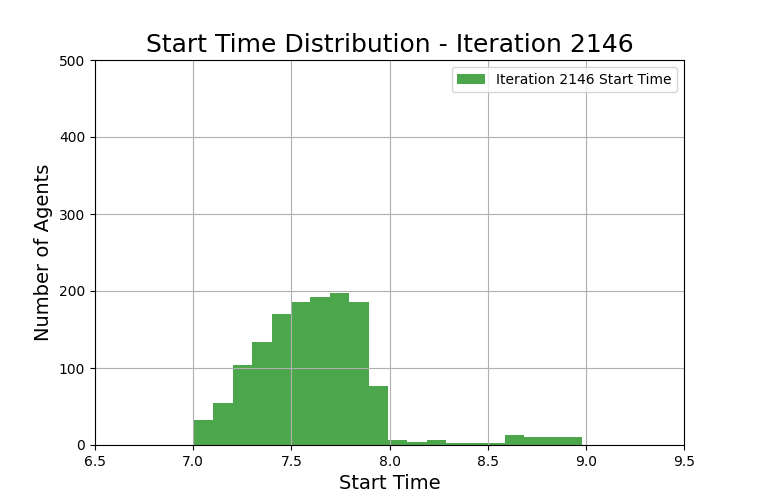 Start Time Distribution - Iteration 2146
Iteration 2146 Start Time
500
400
300
200
100
0
Number of Agents
6.5 7.0 7.5 8.0 8.5 9.0 9.5
Start Time